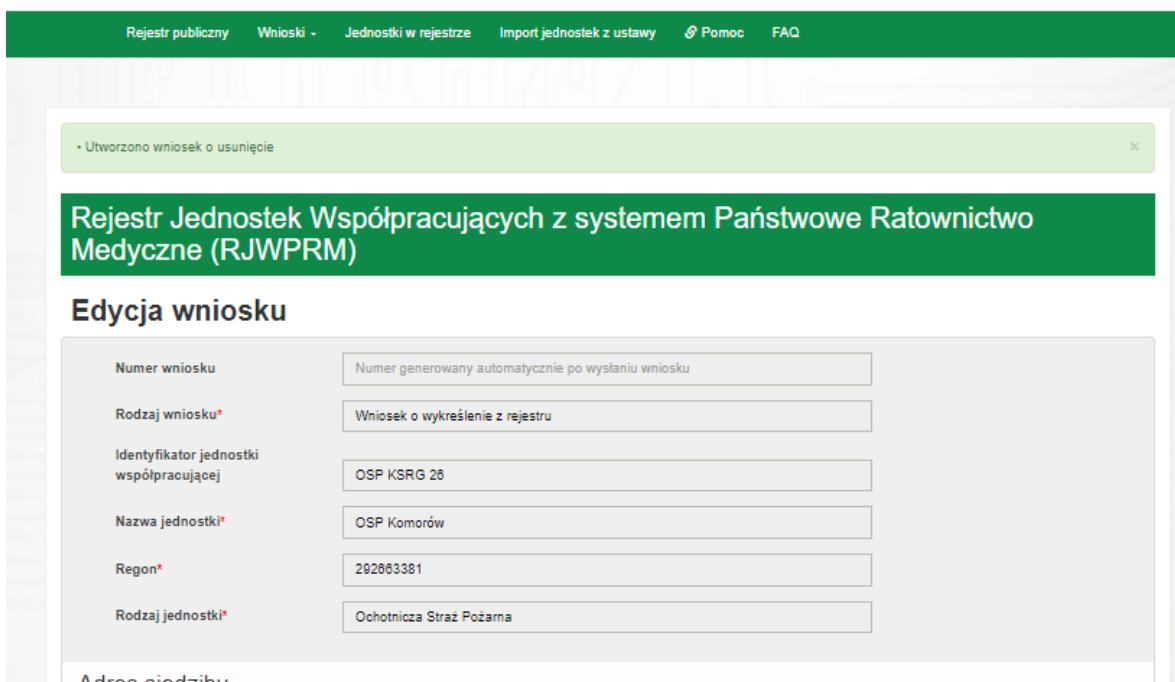 Rejestr publiczny Wnioski Jednostki w rejestrze Import jednostek z ustawy Pomoc FAQ
• Utworzono wniosek o usunięcie ×
Rejestr Jednostek Współpracujących z systemem Państwowe Ratownictwo
Medyczne (RJWPRM)
Edycja wniosku
Numer wniosku Numer generowany automatycznie po wysłaniu wniosku
Rodzaj wniosku* Wniosek o wykreślenie z rejestru
Identyfikator jednostki
współpracującej OSP KSRG 26
Nazwa jednostki* OSP Komorów
Regon* 292663381
Rodzaj jednostki* Ochotnicza Straż Pożarna
Adres siedziby